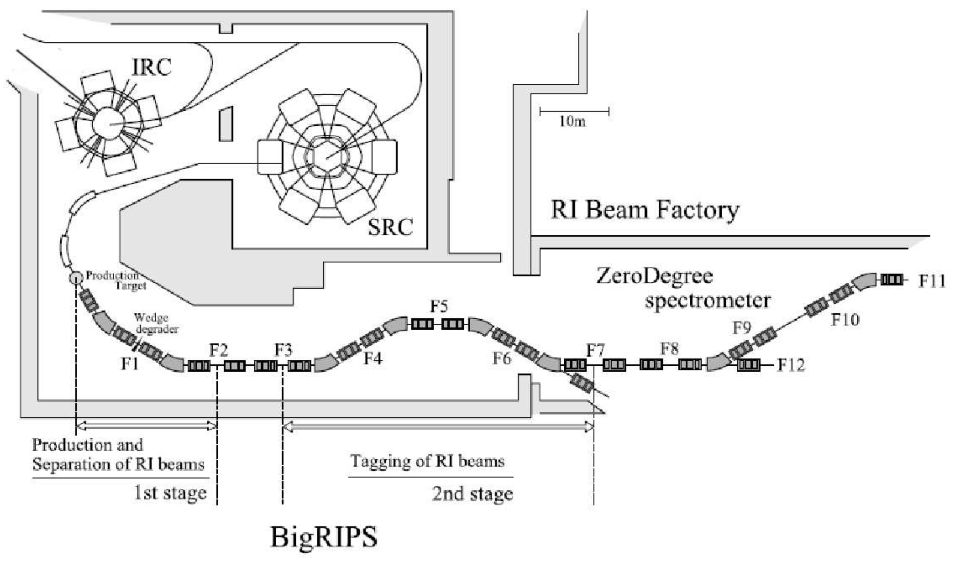 IRC
10m
SRC
RI Beam Factory
Production
Target
ZeroDegree
spectrometer
F11
Wedge
degrader
F1
F2
F3
F4
F5
F6
F7
F8
F9
F10
F12
Production and
Separation of RI beams
1st stage
Tagging of RI beams
2nd stage
BigRIPS